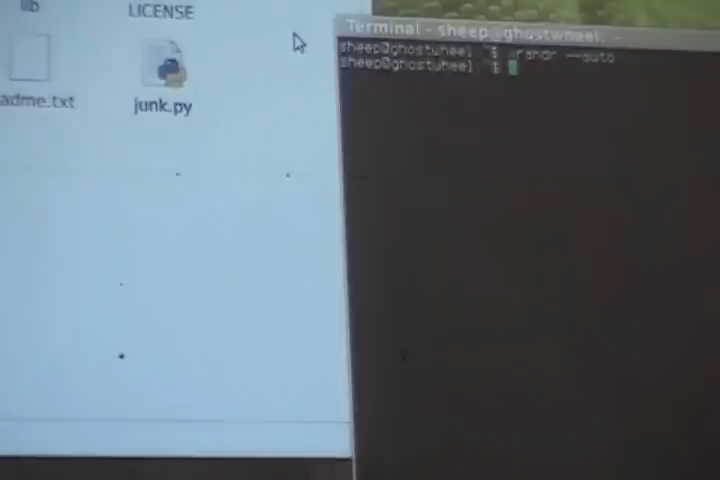 lib
LICENSE
adme.txt
junk.py
Terminal - sheep@ghostwheel: ~
sheep@ghostwheel ~ $ xrandr --auto
sheep@ghostwheel ~ $